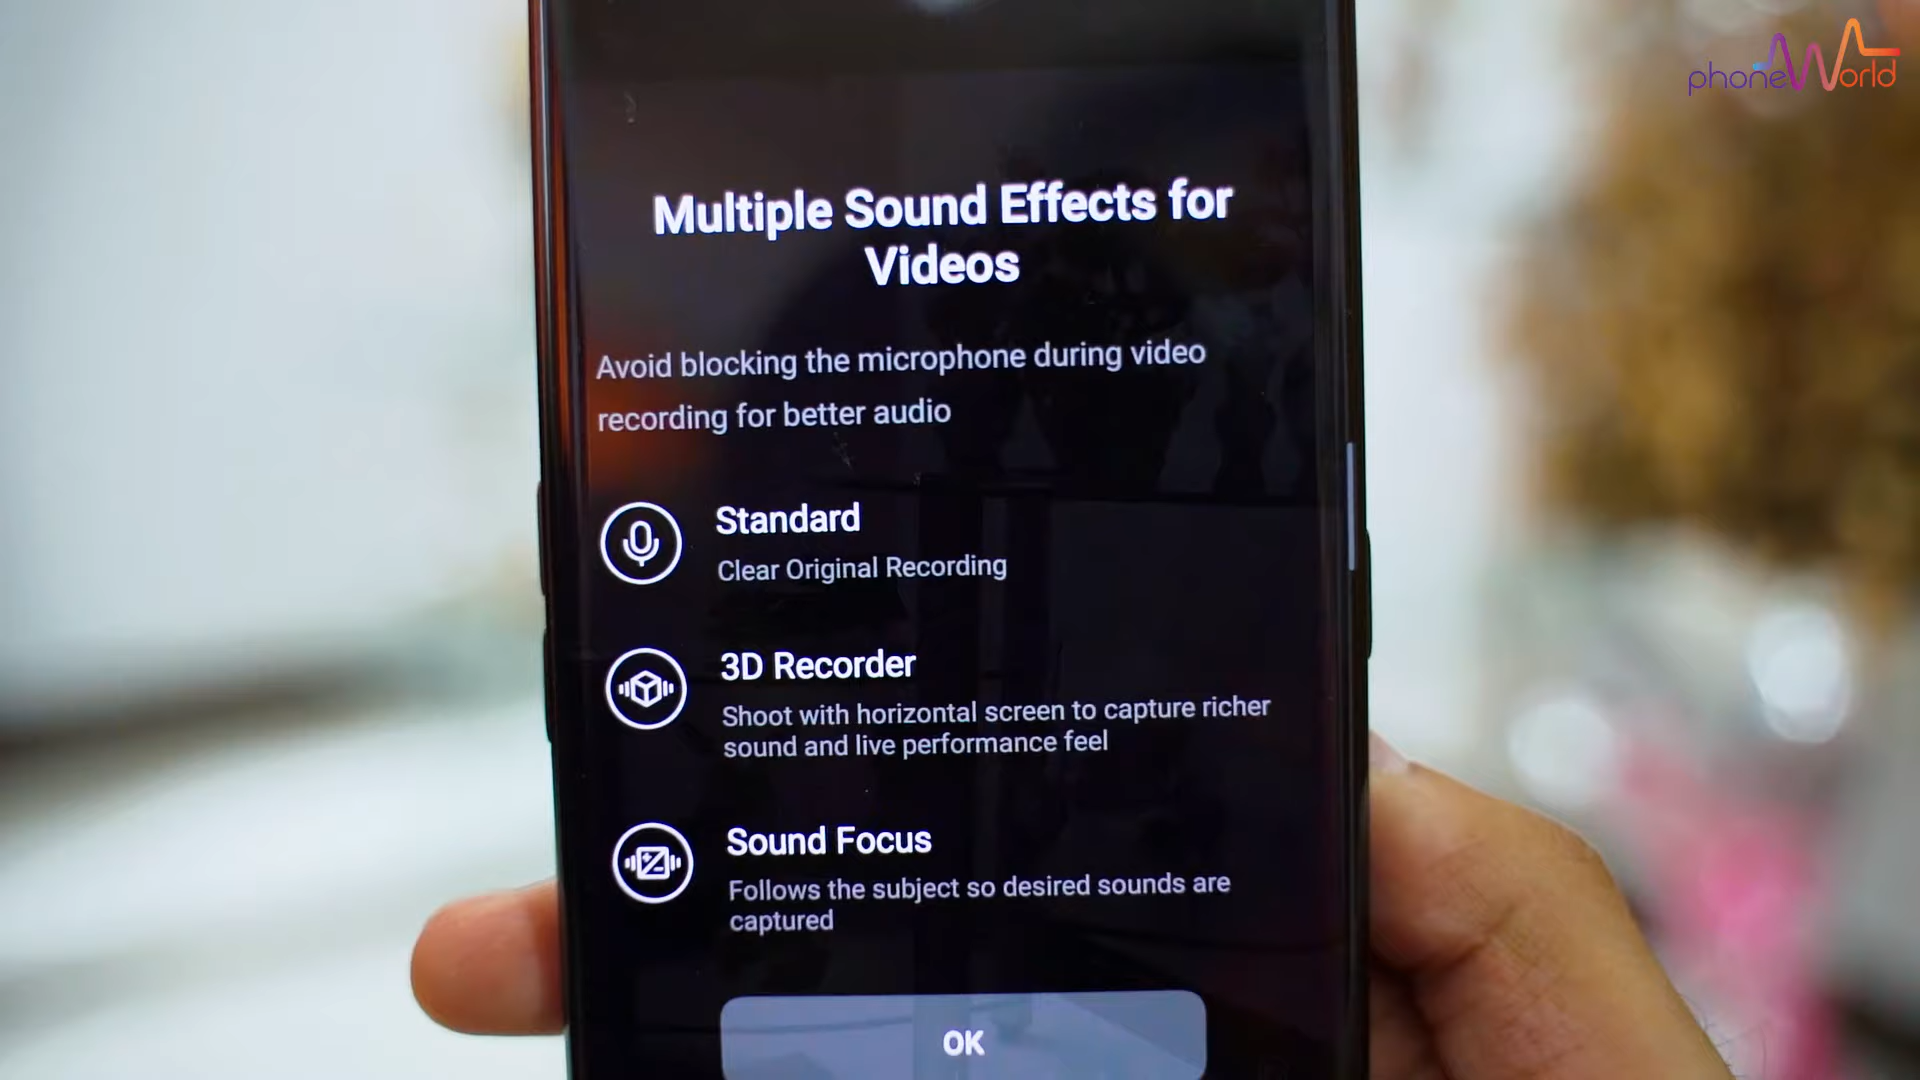 phoneWorld
Multiple Sound Effects for
Videos
Avoid blocking the microphone during video
recording for better audio
Standard
Clear Original Recording
3D Recorder
Shoot with horizontal screen to capture richer
sound and live performance feel
Sound Focus
Follows the subject so desired sounds are
captured
OK